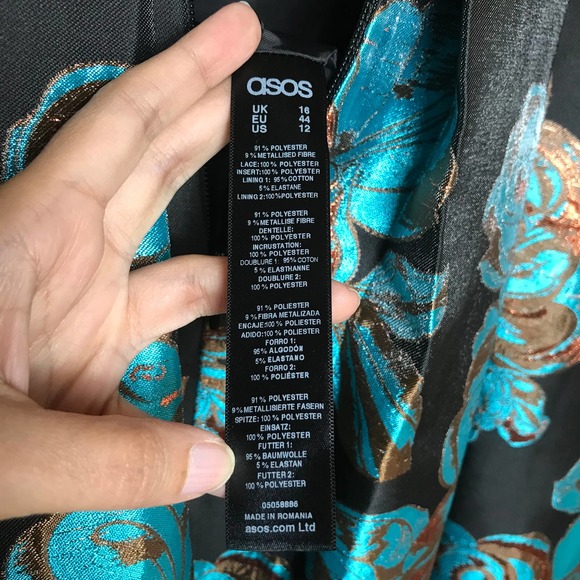 asos
UK 16
EU 44
US 12
91% POLYESTER
9% METALLISED FIBRE
LACE:100% POLYESTER
INSERT:100% POLYESTER
LINING 1: 95%COTTON
5% ELASTANE
LINING 2:100% POLYESTER
91% POLYESTER
9% METALLISE FIBRE
DENTELLE:
100% POLYESTER
INCRUSTATION:
100% POLYESTER
DOUBLURE 1: 95% COTON
5% ELASTHANNE
DOUBLURE 2:
100% POLYESTER
91% POLIESTER
9% FIBRA METALIZADA
ENCAJE:100% POLIESTER
ADIDO:100% POLIESTER
FORRO 1:
95% ALGODÓN
5% ELASTANO
FORRO 2:
100% POLIÉSTER
91% POLYESTER
9% METALLISIERTE FASERN
SPITZE: 100% POLYESTER
EINSATZ:
100% POLYESTER
FUTTER 1:
95% BAUMWOLLE
5% ELASTAN
FUTTER 2:
100% POLYESTER
05058886
MADE IN ROMANIA
asos.com Ltd